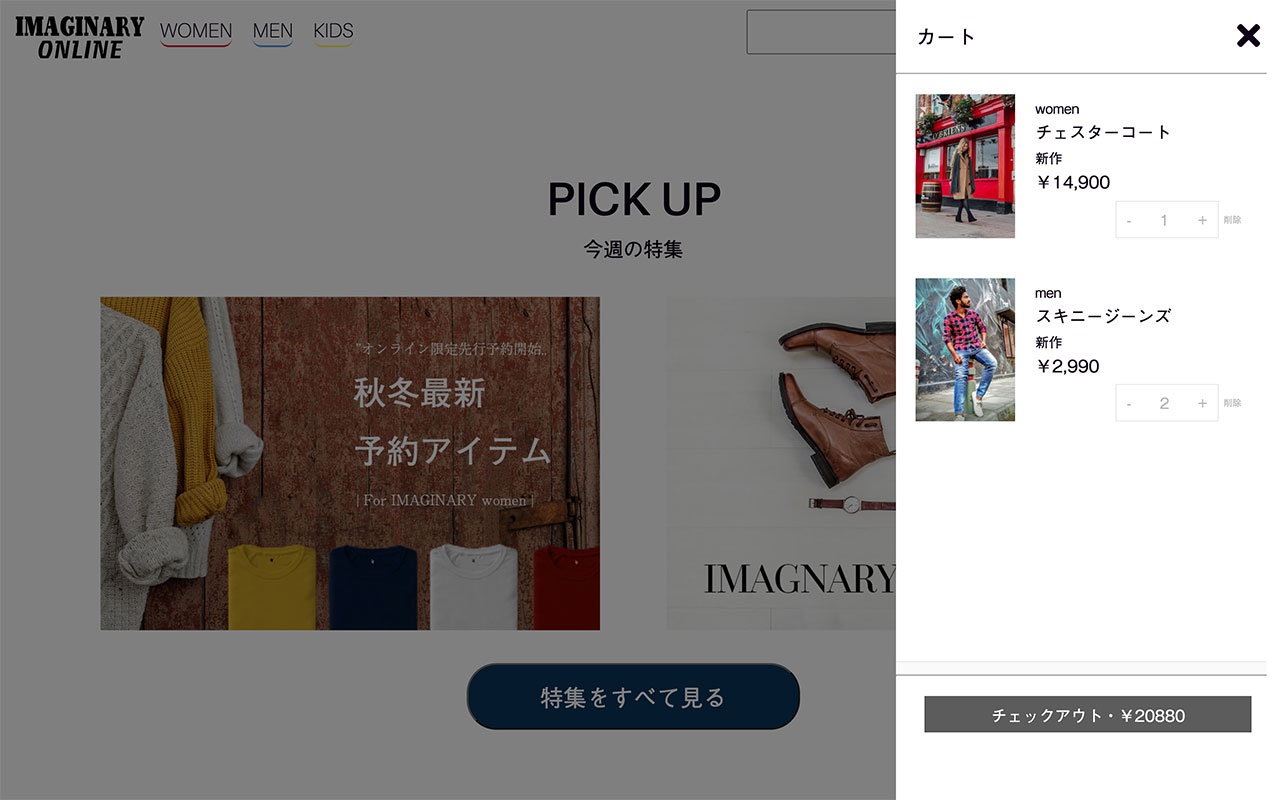 IMAGINARY
ONLINE
WOMEN MEN KIDS
PICK UP
今週の特集
"オンライン限定先行予約開始..
秋冬最新
予約アイテム
| For IMAGINARY women |
IMAGNARY
特集をすべて見る
カート
women
チェスターコート
新作
￥14,900
- 1 + 削除
men
スキニージーンズ
新作
￥2,990
- 2 + 削除
チェックアウト・￥20880